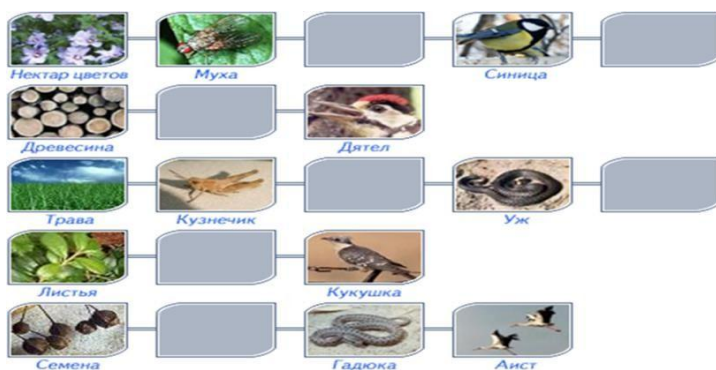 Нектар цветов Муха Синица
Древесина Дятел
Трава Кузнечик Уж
Листья Кукушка
Семена Гадюка Аист